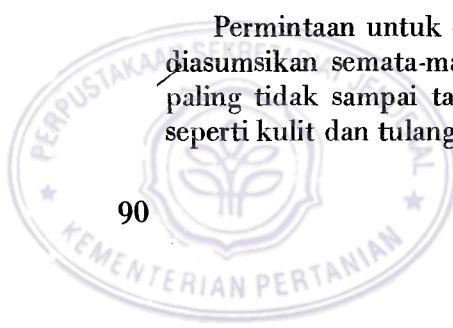 Permintaan untuk
diasumsikan semata-ma
paling tidak sampai ta
seperti kulit dan tulang
90
PERPUSTAKAAN SEKRETARIAT JENDERAL
KEMENTERIAN PERTANIAN